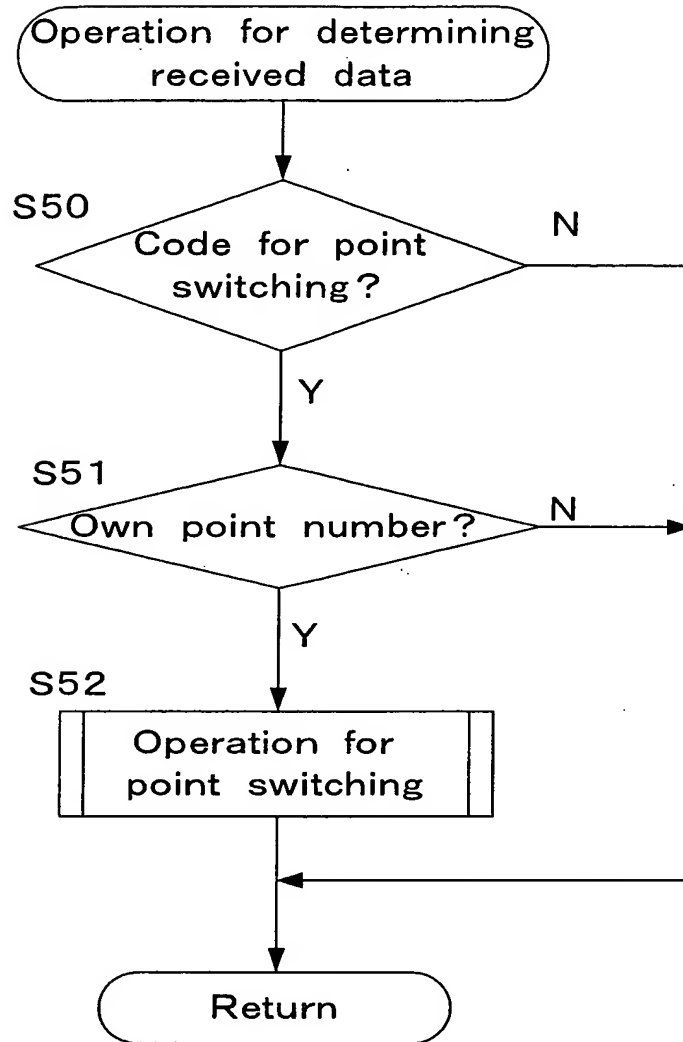 Operation for determining
received data
S50
Code for point
switching?
N
Y
S51
Own point number?
N
Y
S52
Operation for
point switching
Return